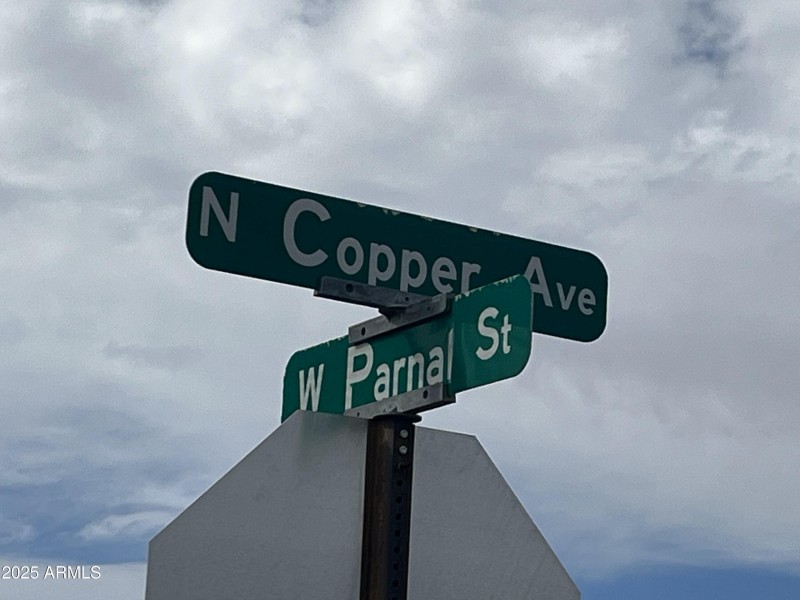 N Copper Ave
W Parnal St
2025 ARMLS